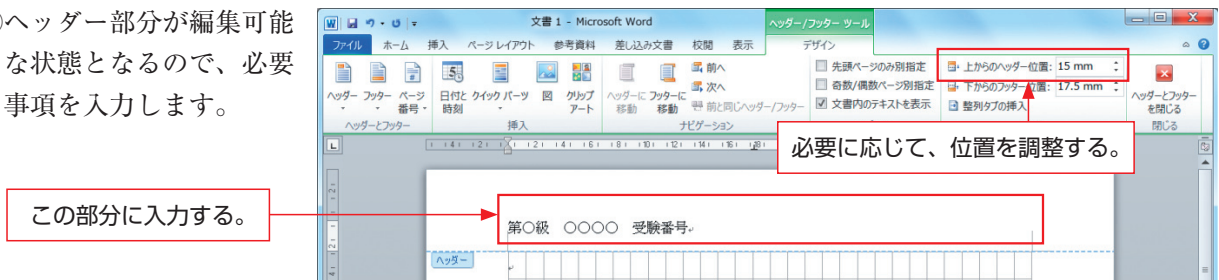 ヘッダー部分が編集可能
な状態となるので、必要
事項を入力します。
この部分に入力する。
文書 1 - Microsoft Word
ヘッダー/フッター ツール
ファイル ホーム 挿入 ページ レイアウト 参考資料 差し込み文書 校閲 表示 デザイン
ヘッダー フッター ページ番号
ヘッダーとフッター
日付と時刻 クイック パーツ 図 クリップアート
挿入
ヘッダーに移動 フッターに移動
前へ
次へ
前と同じヘッダー/フッター
ナビゲーション
先頭ページのみ別指定
奇数/偶数ページ別指定
文書内のテキストを表示
上からのヘッダー位置: 15 mm
下からのフッター位置: 17.5 mm
整列タブの挿入
ヘッダーとフッターを閉じる
閉じる
必要に応じて、位置を調整する。
第○級 ○○○○ 受験番号
ヘッダー